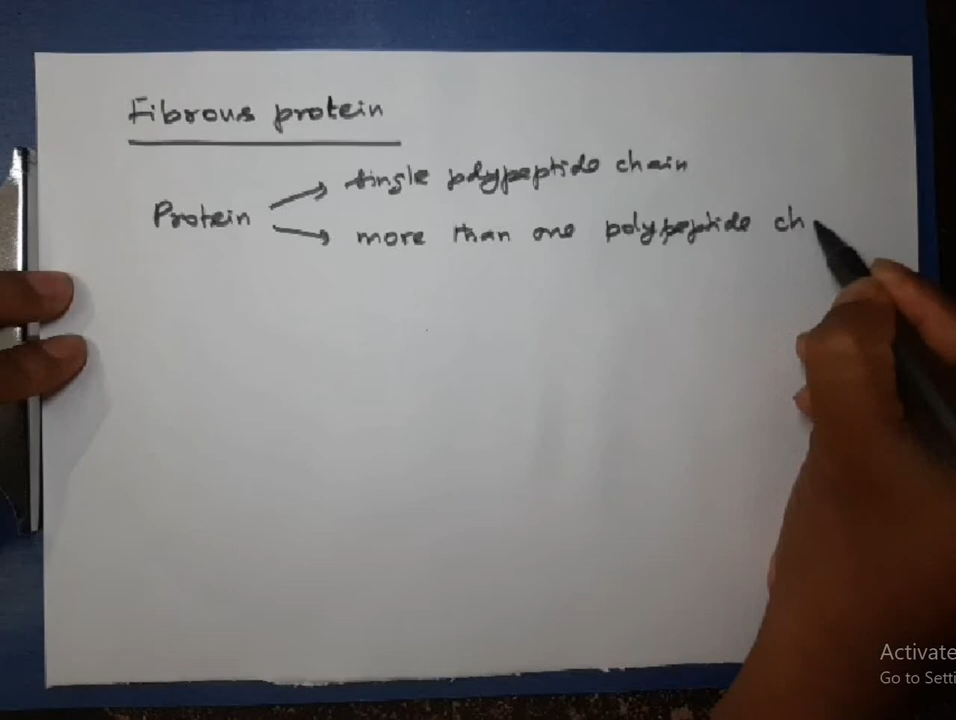 Fibrous protein
single polypeptide chain
Protein
more than one polypeptide ch
Activate
Go to Setti